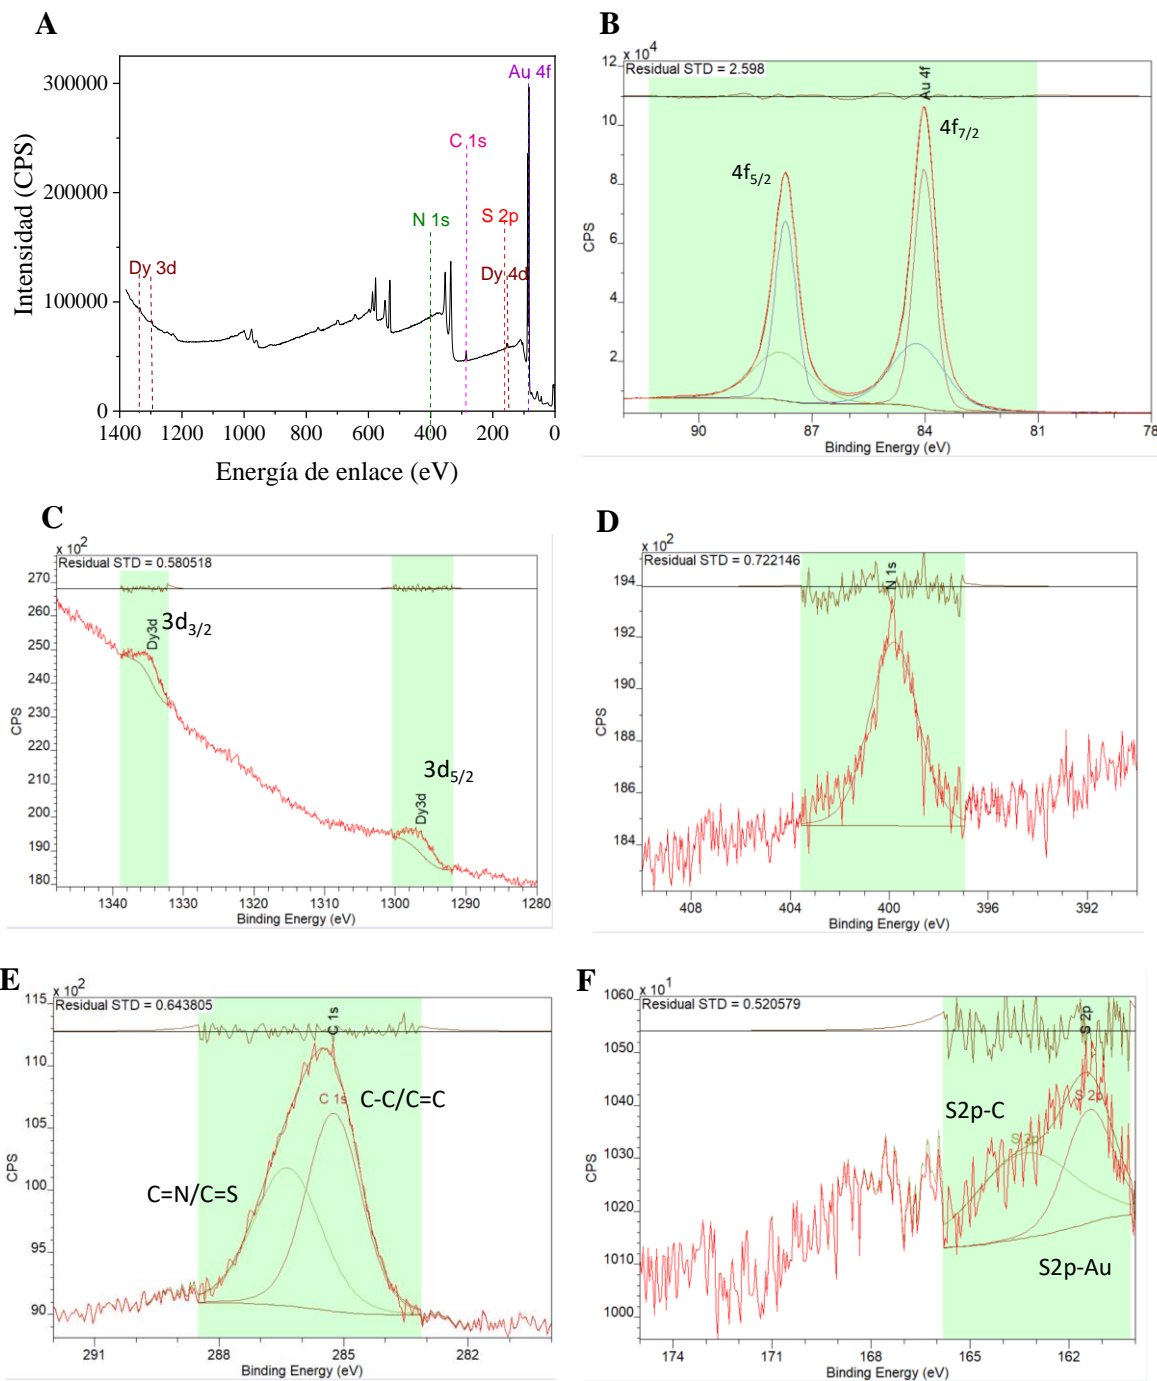 A
300000
200000
100000
0
1400
1200
1000
800
600
400
200
0
Intensidad (CPS)
Energía de enlace (eV)
Au 4f
C 1s
N 1s
S 2p
Dy 3d
Dy 4d
B
x 10^4
Residual STD = 2.598
12
10
8
6
4
2
CPS
Au 4f
4f7/2
4f5/2
90
87
84
81
78
Binding Energy (eV)
C
x 10^2
Residual STD = 0.580518
270
260
250
240
230
220
210
200
190
180
CPS
Dy3d
3d3/2
Dy3d
3d5/2
1340
1330
1320
1310
1300
1290
1280
Binding Energy (eV)
D
x 10^2
Residual STD = 0.722146
194
192
190
188
186
184
CPS
N 1s
408
404
400
396
392
Binding Energy (eV)
E
x 10^2
Residual STD = 0.643805
115
110
105
100
95
90
CPS
C 1s
C 1s
C-C/C=C
C=N/C=S
291
288
285
282
Binding Energy (eV)
F
x 10^1
Residual STD = 0.520579
1060
1050
1040
1030
1020
1010
1000
CPS
S 2p
S 2p
S 2p
S2p-C
S2p-Au
174
171
168
165
162
Binding Energy (eV)